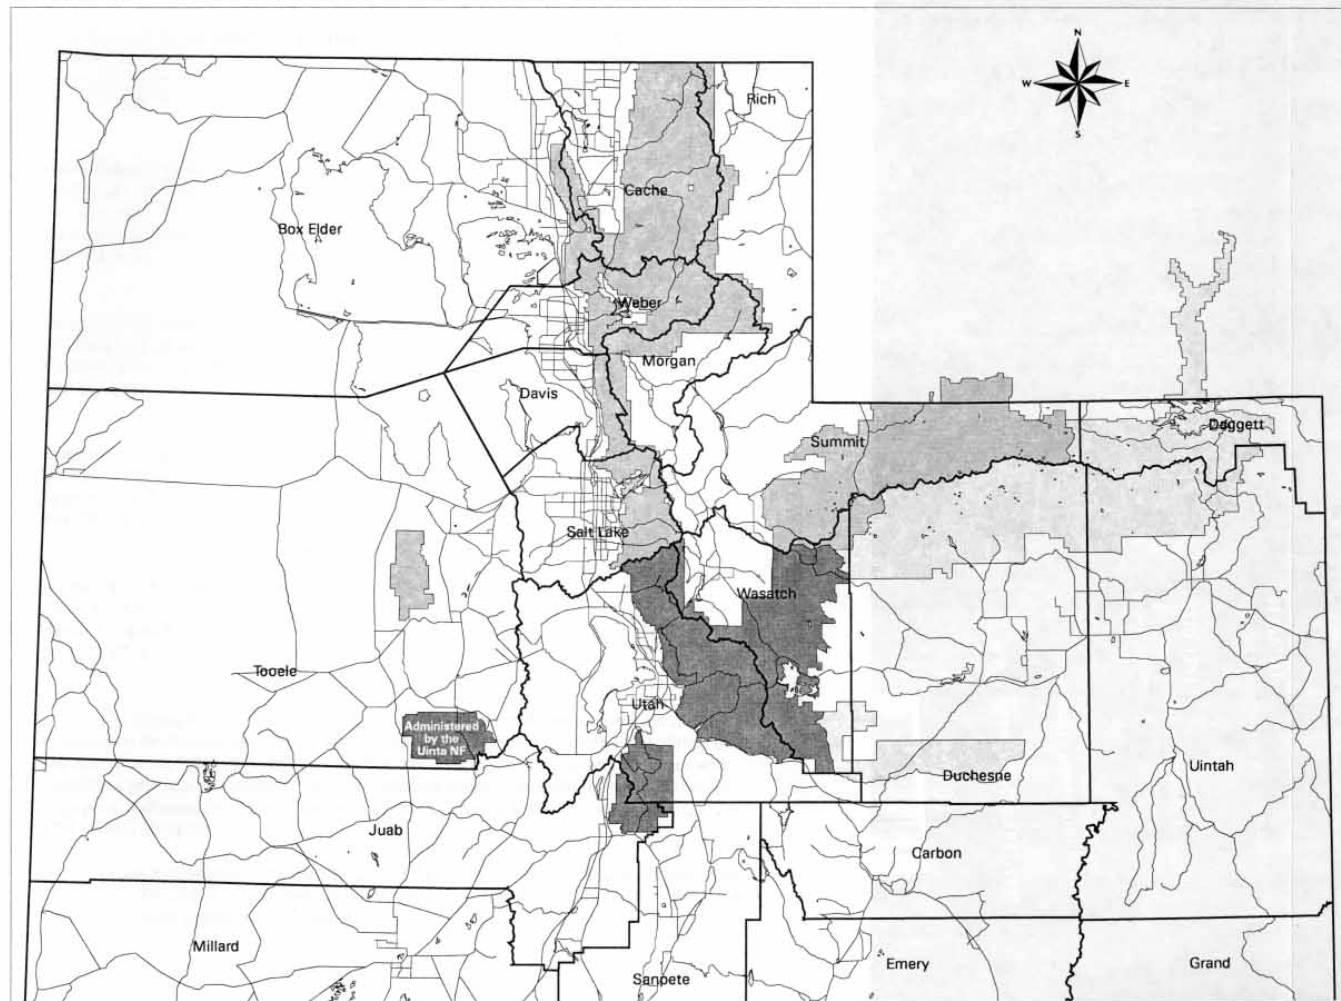 N
W E
S
Rich
Cache
Box Elder
Weber
Morgan
Davis
Summit
Daggett
Salt Lake
Wasatch
Tooele
Utah
Administered
by the
Uinta NF
Duchesne
Uintah
Juab
Carbon
Millard
Sanpete
Emery
Grand